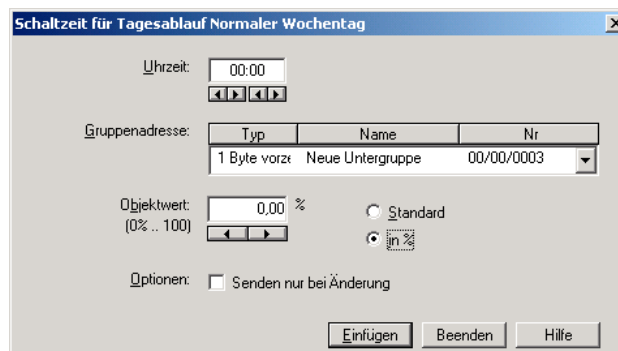 Schaltzeit für Tagesablauf Normaler Wochentag
Uhrzeit: 00:00
Gruppenadresse: Typ Name Nr
1 Byte vorze Neue Untergruppe 00/00/0003
Objektwert: 0,00 % Standard
(0% .. 100) in %
Optionen: Senden nur bei Änderung
Einfügen Beenden Hilfe